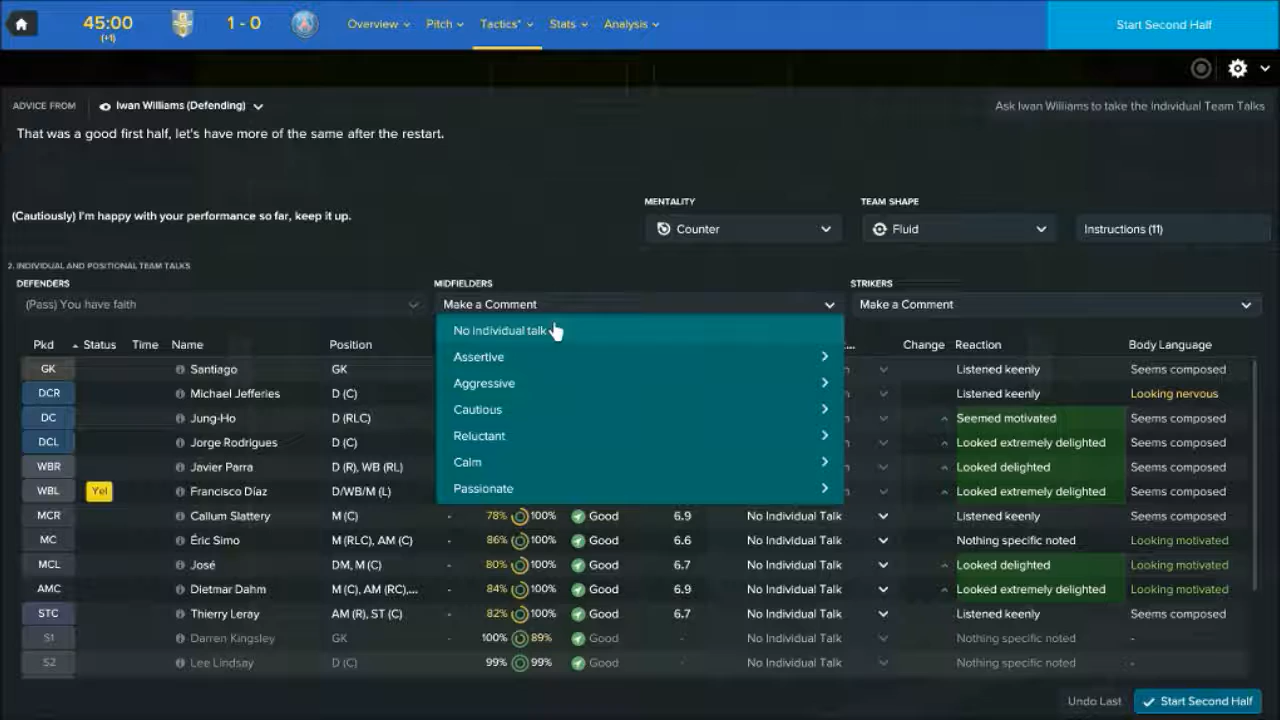 45:00 1 - 0 Overview Pitch Tactics* Stats Analysis Start Second Half
(+1)
ADVICE FROM Iwan Williams (Defending) Ask Iwan Williams to take the Individual Team Talks
That was a good first half, let's have more of the same after the restart.
MENTALITY TEAM SHAPE
(Cautiously) I'm happy with your performance so far, keep it up. Counter Fluid Instructions (11)
2. INDIVIDUAL AND POSITIONAL TEAM TALKS
DEFENDERS MIDFIELDERS STRIKERS
(Pass) You have faith Make a Comment Make a Comment
No individual talk
Assertive
Aggressive
Cautious
Reluctant
Calm
Passionate
Pkd Status Time Name Position Change Reaction Body Language
GK Santiago GK Listened keenly Seems composed
DCR Michael Jefferies D (C) Listened keenly Looking nervous
DC Jung-Ho D (RLC) Seemed motivated Seems composed
DCL Jorge Rodrigues D (C) Looked extremely delighted Seems composed
WBR Javier Parra D (R), WB (RL) Looked delighted Seems composed
WBL Yel Francisco Díaz D/WB/M (L) Looked extremely delighted Seems composed
MCR Callum Slattery M (C) - 78% 100% Good 6.9 No Individual Talk Listened keenly Seems composed
MC Éric Simo M (RLC), AM (C) - 86% 100% Good 6.6 No Individual Talk Nothing specific noted Looking motivated
MCL José DM, M (C) - 80% 100% Good 6.7 No Individual Talk Looked delighted Looking motivated
AMC Dietmar Dahm M (C), AM (RC),... - 84% 100% Good 6.9 No Individual Talk Looked extremely delighted Looking motivated
STC Thierry Leray AM (R), ST (C) - 82% 100% Good 6.7 No Individual Talk Listened keenly Seems composed
S1 Darren Kingsley GK 100% 89% Good - No Individual Talk Nothing specific noted -
S2 Lee Lindsay D (C) 99% 99% Good - No Individual Talk Nothing specific noted -
Undo Last Start Second Half